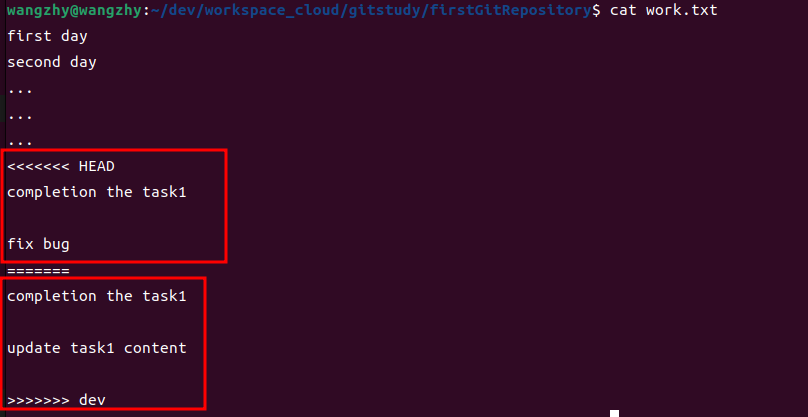 wangzhy@wangzhy:~/dev/workspace_cloud/gitstudy/firstGitRepository$ cat work.txt
first day
second day
...
...
...
<<<<<<< HEAD
completion the task1
fix bug
=======
completion the task1
update task1 content
>>>>>>> dev